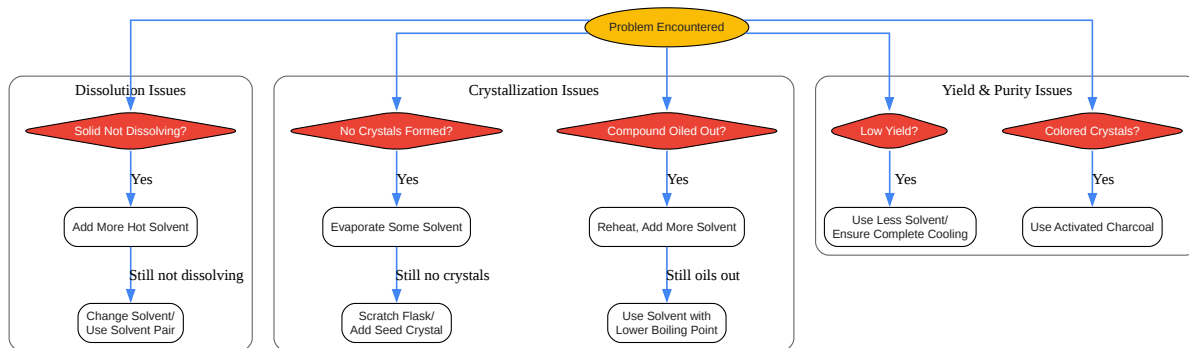 Problem Encountered
Dissolution Issues
Crystallization Issues
Yield & Purity Issues
Solid Not Dissolving?
No Crystals Formed?
Compound Oiled Out?
Low Yield?
Colored Crystals?
Yes
Yes
Yes
Yes
Yes
Add More Hot Solvent
Evaporate Some Solvent
Reheat, Add More Solvent
Use Less Solvent/
Ensure Complete Cooling
Use Activated Charcoal
Still not dissolving
Still no crystals
Still oils out
Change Solvent/
Use Solvent Pair
Scratch Flask/
Add Seed Crystal
Use Solvent with
Lower Boiling Point